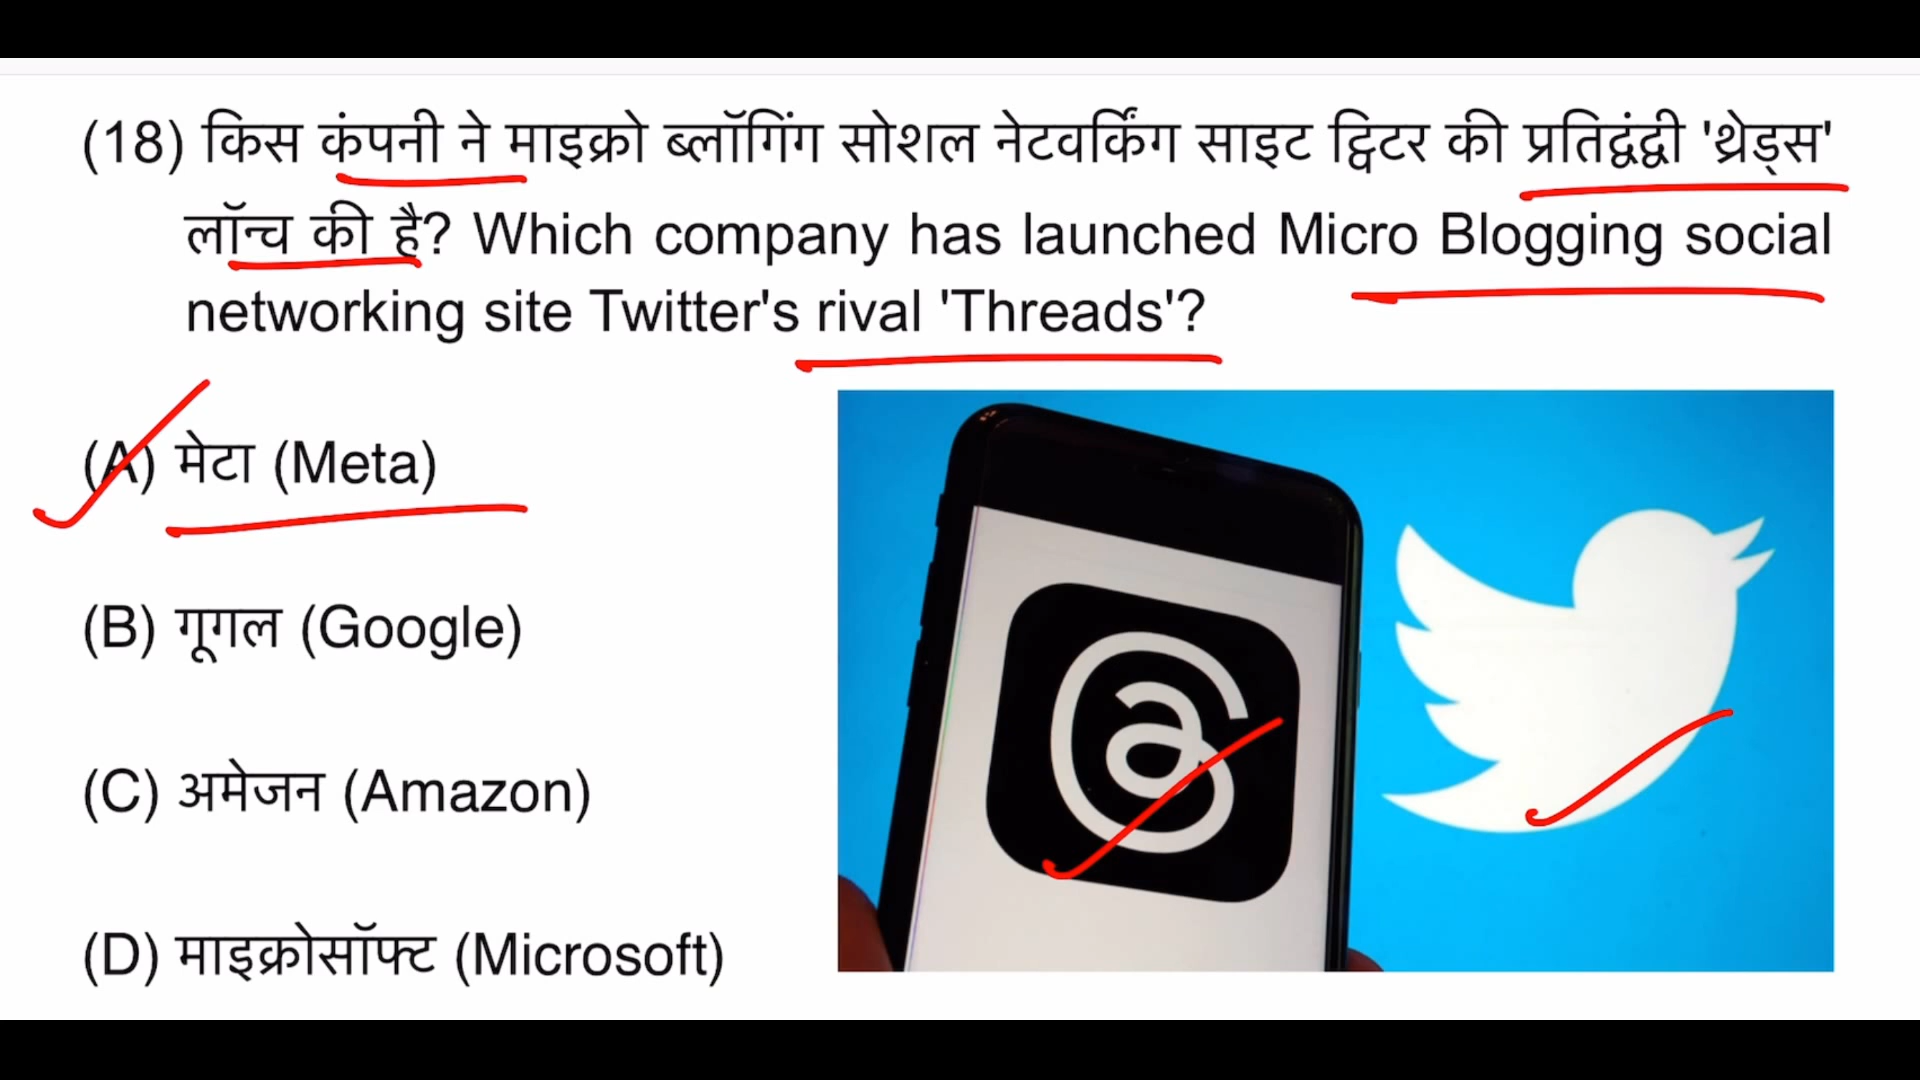 (18) किस कंपनी ने माइक्रो ब्लॉगिंग सोशल नेटवर्किंग साइट ट्विटर की प्रतिद्वंद्वी 'थ्रेड्स'
लॉन्च की है? Which company has launched Micro Blogging social
networking site Twitter's rival 'Threads'?
(A) मेटा (Meta)
(B) गूगल (Google)
(C) अमेजन (Amazon)
(D) माइक्रोसॉफ्ट (Microsoft)